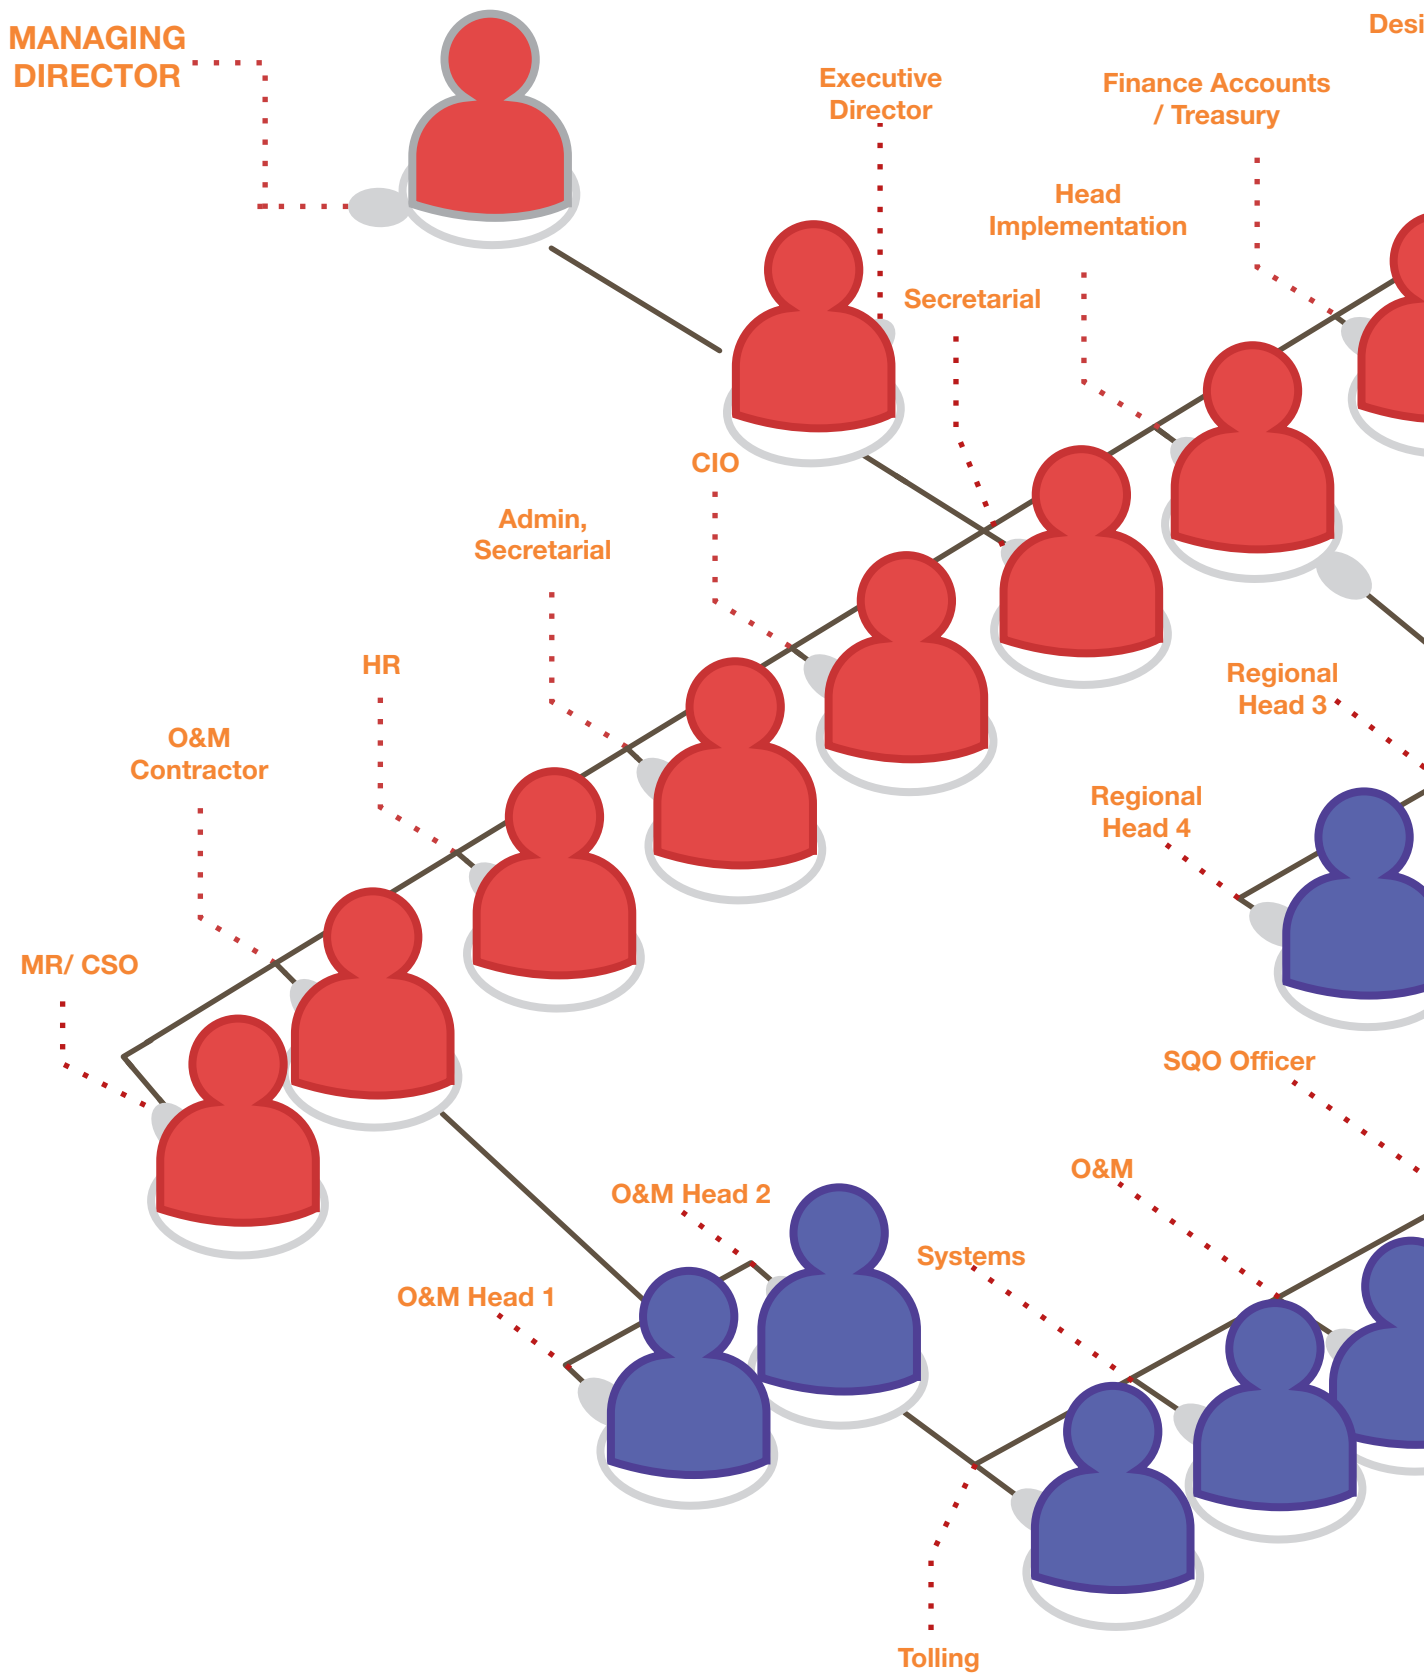 MANAGING
DIRECTOR
Desi
Executive
Director
Finance Accounts
/ Treasury
Head
Implementation
Secretarial
CIO
Admin,
Secretarial
HR
Regional
Head 3
O&M
Contractor
Regional
Head 4
MR/ CSO
SQO Officer
O&M
O&M Head 2
Systems
O&M Head 1
Tolling